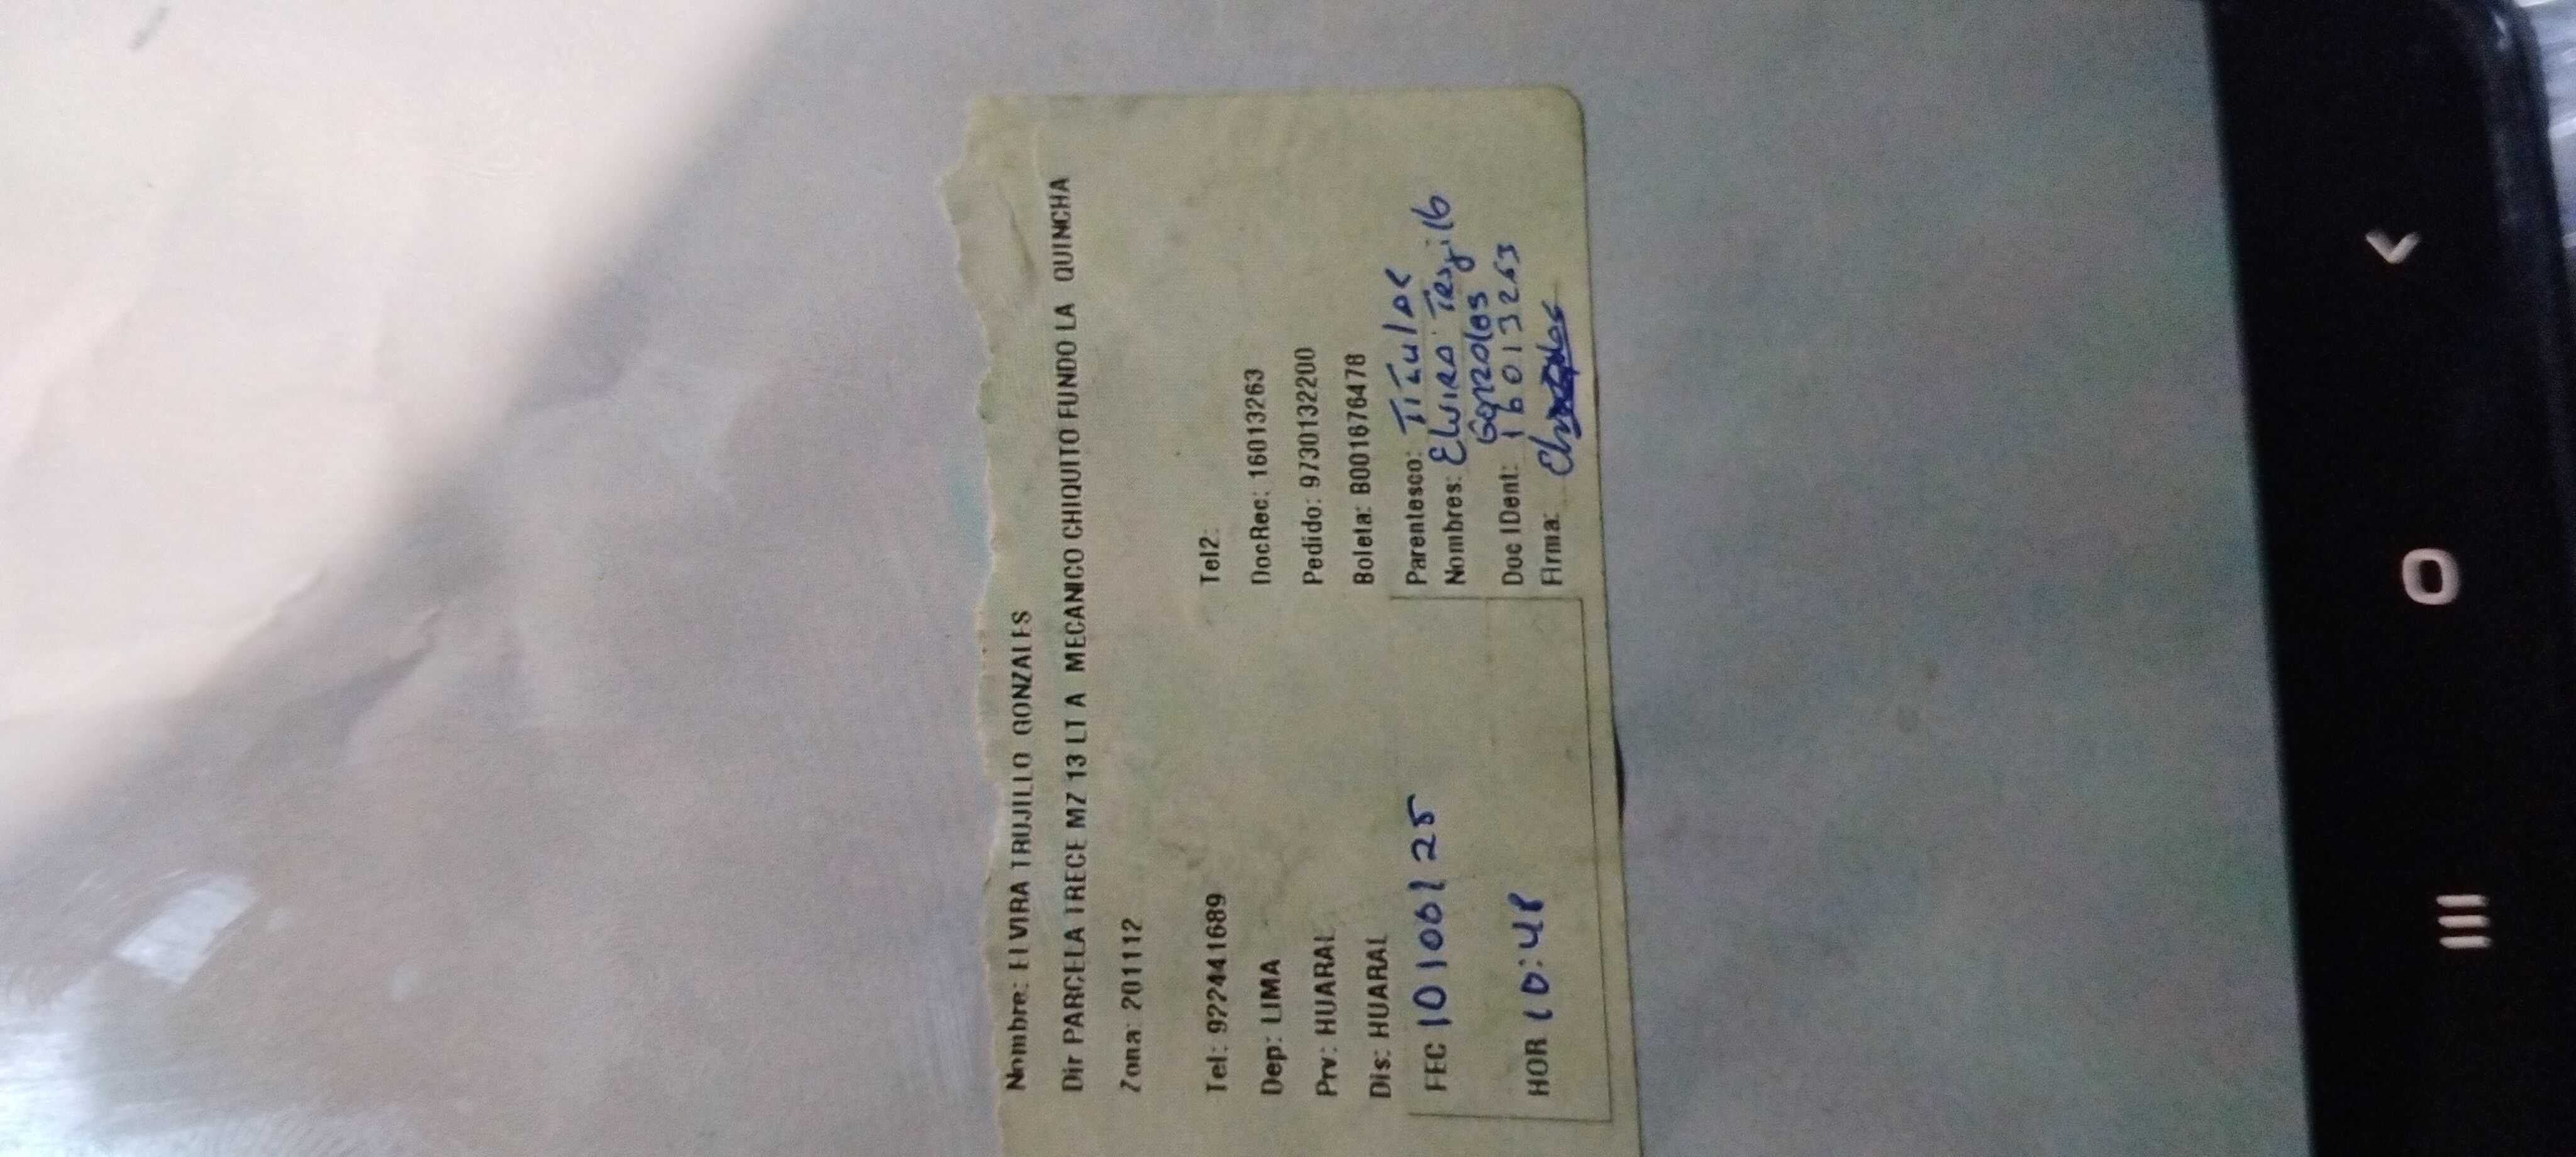 Nombre: ELVIRA TRUJILLO GONZALES
Dir PARCELA TRECE MZ 13 LT A MECANICO CHIQUITO FUNDO LA QUINCHA
Zona: 201112
Tel: 922441689 Tel2:
Dep: LIMA DocRec: 16013263
Prv: HUARAL Pedido: 9730132200
Dis: HUARAL Boleta: B001676478
FEC 10/06/25 Parentesco: Titular
Nombres: Elvira Trujillo
Gonzales
Doc IDent: 16013263
HOR 10:48 Firma: